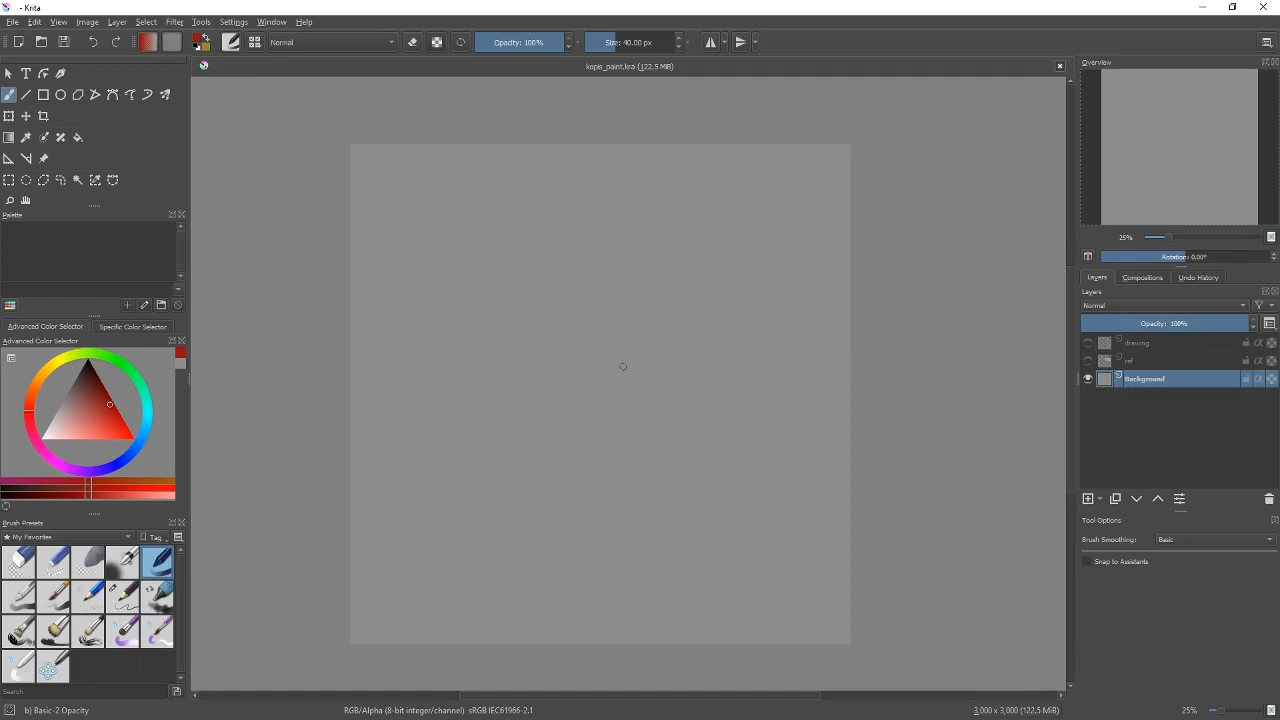 - Krita
File Edit View Image Layer Select Filter Tools Settings Window Help
Normal Opacity: 100% Size: 40.00 px
kopis_paint.kra (122.5 MiB)
Overview
25%
Rotation: 0.00°
Palette
Layers Compositions Undo History
Layers
Normal
Opacity: 100%
drawing
ref
Background
Advanced Color Selector Specific Color Selector
Advanced Color Selector
Tool Options
Brush Smoothing: Basic
Snap to Assistants
Brush Presets
My Favorites Tag
Search
b) Basic-2 Opacity RGB/Alpha (8-bit integer/channel) sRGB IEC61966-2.1 3,000 x 3,000 (122.5 MiB) 25%